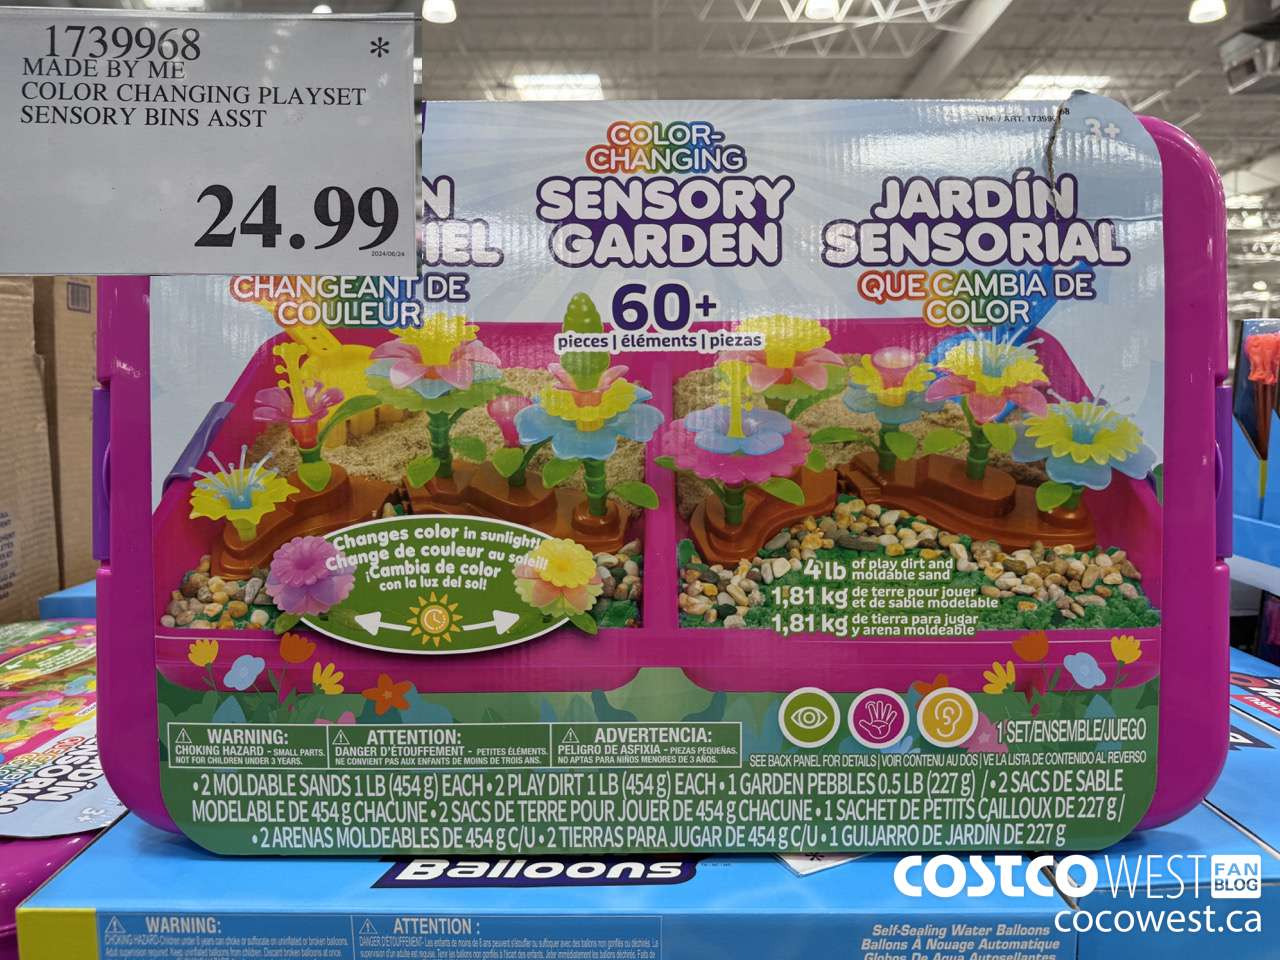 1739968
*
MADE BY ME
COLOR CHANGING PLAYSET
SENSORY BINS ASST
24.99
2024/06/24
ITM. / ART. 1739968
3+
COLOR-
CHANGING
SENSORY
GARDEN
JARDÍN
SENSORIAL
QUE CAMBIA DE
COLOR
N
IEL
CHANGEANT DE
COULEUR
60+
pieces | éléments | piezas
Changes color in sunlight!
Change de couleur au soleil!
¡Cambia de color
con la luz del sol!
4 lb of play dirt and
moldable sand
1,81 kg de terre pour jouer
et de sable modelable
1,81 kg de tierra para jugar
y arena moldeable
WARNING:
CHOKING HAZARD - SMALL PARTS.
NOT FOR CHILDREN UNDER 3 YEARS.
ATTENTION:
DANGER D'ÉTOUFFEMENT - PETITES ÉLÉMENTS.
NE CONVIENT PAS AUX ENFANTS DE MOINS DE TROIS ANS.
ADVERTENCIA:
PELIGRO DE ASFIXIA - PIEZAS PEQUEÑAS.
NO APTAS PARA NIÑOS MENORES DE 3 AÑOS.
1 SET/ENSEMBLE/JUEGO
SEE BACK PANEL FOR DETAILS | VOIR CONTENU AU DOS | VE LA LISTA DE CONTENIDO AL REVERSO
• 2 MOLDABLE SANDS 1 LB (454 g) EACH • 2 PLAY DIRT 1 LB (454 g) EACH • 1 GARDEN PEBBLES 0.5 LB (227 g) / • 2 SACS DE SABLE
MODELABLE DE 454 g CHACUNE • 2 SACS DE TERRE POUR JOUER DE 454 g CHACUNE • 1 SACHET DE PETITS CAILLOUX DE 227 g /
• 2 ARENAS MOLDEABLES DE 454 g C/U • 2 TIERRAS PARA JUGAR DE 454 g C/U • 1 GUIJARRO DE JARDÍN DE 227 g
Balloons
*
COSTCO WEST FAN
BLOG
cocowest.ca
WARNING:
ATTENTION :
Self-Sealing Water Balloons
Ballons À Nouage Automatique
Globos De Agua Autosellantes